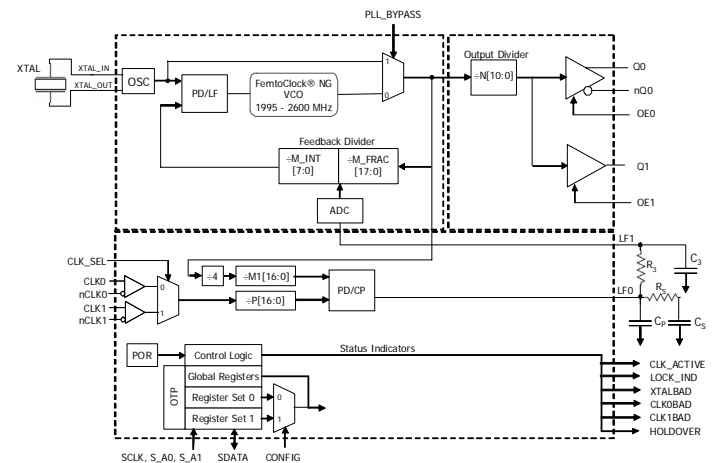 PLL_BYPASS
XTAL
XTAL_IN
XTAL_OUT
OSC
PD/LF
FemtoClock® NG
VCO
1995 - 2600 MHz
1
0
Output Divider
÷N[10:0]
Q0
nQ0
OE0
Q1
OE1
Feedback Divider
÷M_INT
[7:0]
÷M_FRAC
[17:0]
ADC
LF1
R3
C3
LF0
RS
CP
CS
CLK_SEL
CLK0
nCLK0
CLK1
nCLK1
0
1
÷4
÷M1[16:0]
÷P[16:0]
PD/CP
POR
Control Logic
Status Indicators
OTP
Global Registers
Register Set 0
Register Set 1
0
1
CLK_ACTIVE
LOCK_IND
XTALBAD
CLK0BAD
CLK1BAD
HOLDOVER
SCLK, S_A0, S_A1
SDATA
CONFIG